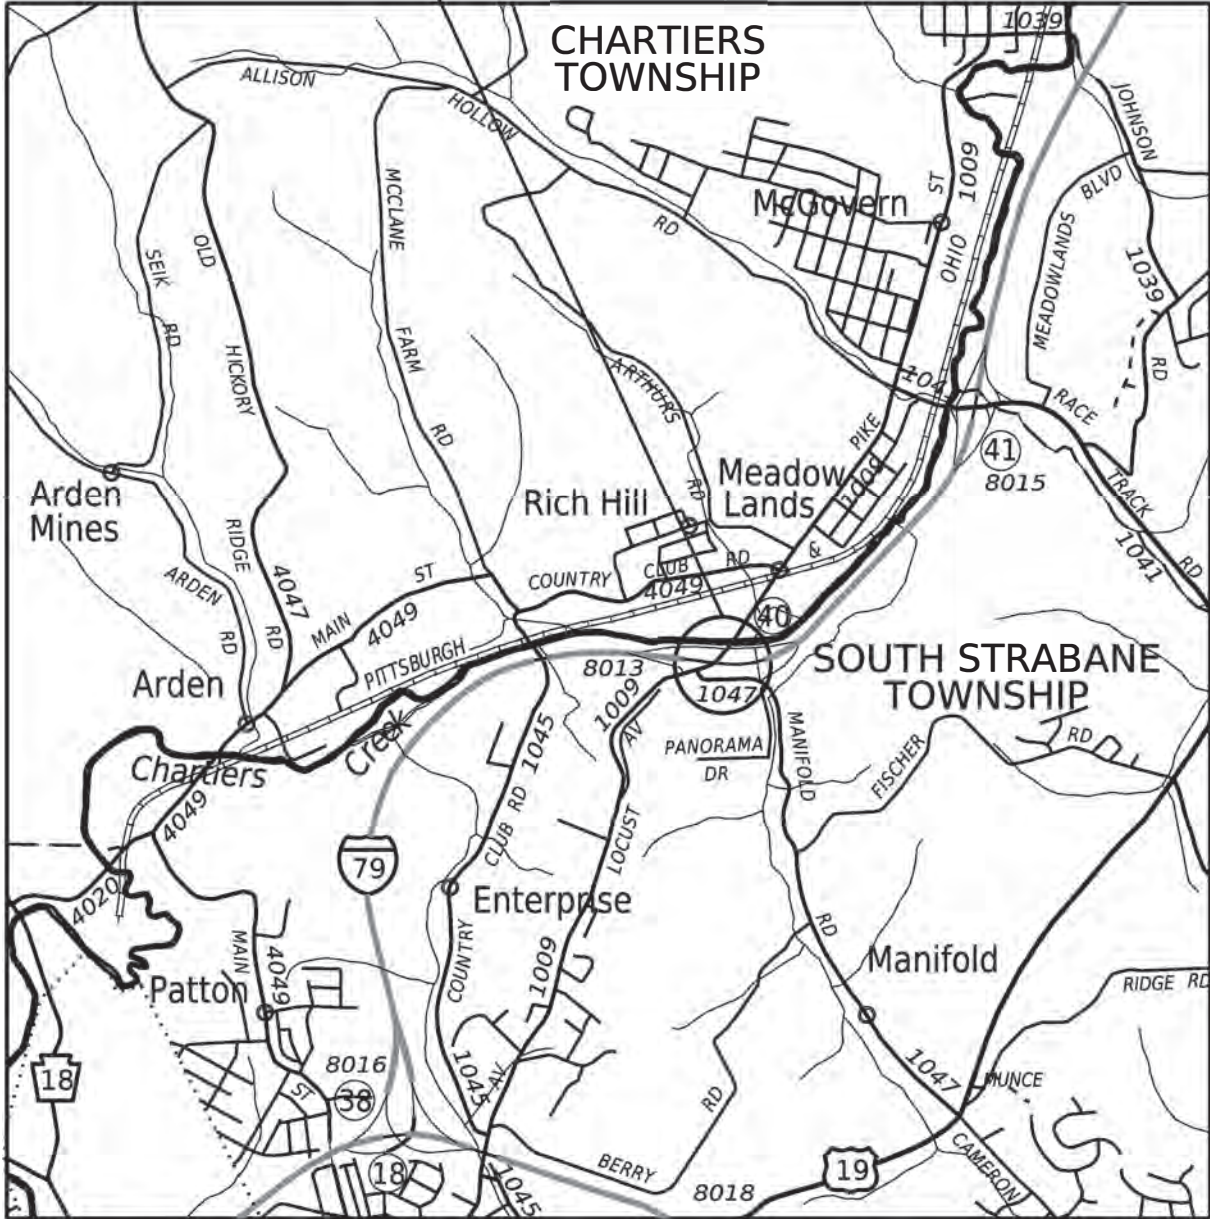 CHARTIERS
TOWNSHIP
1039
ALLISON
HOLLOW
RD
JOHNSON
BLVD
MEADOWLANDS
1039
RD
ST
1009
OHIO
McGovern
MCCLANE
FARM
RD
OLD
HICKORY
RIDGE
RD
4047
SEIK
RD
ARTHURS
RD
104
RACE
TRACK
RD
1041
PIKE
1009
&
41
8015
Meadow
Lands
Rich Hill
Arden
Mines
ARDEN
RD
MAIN
ST
4049
COUNTRY
CLUB
RD
4049
PITTSBURGH
40
8013
1047
SOUTH STRABANE
TOWNSHIP
Arden
Chartiers
Creek
4049
1009
AV
1045
PANORAMA
DR
MANIFOLD
RD
FISCHER
RD
79
CLUB
RD
LOCUST
Enterprise
4020
MAIN
4049
COUNTRY
1009
Manifold
RIDGE RD
Patton
18
8016
38
ST
1045
AV
1047
MUNCE
RD
BERRY
19
CAMERON
18
1045
8018